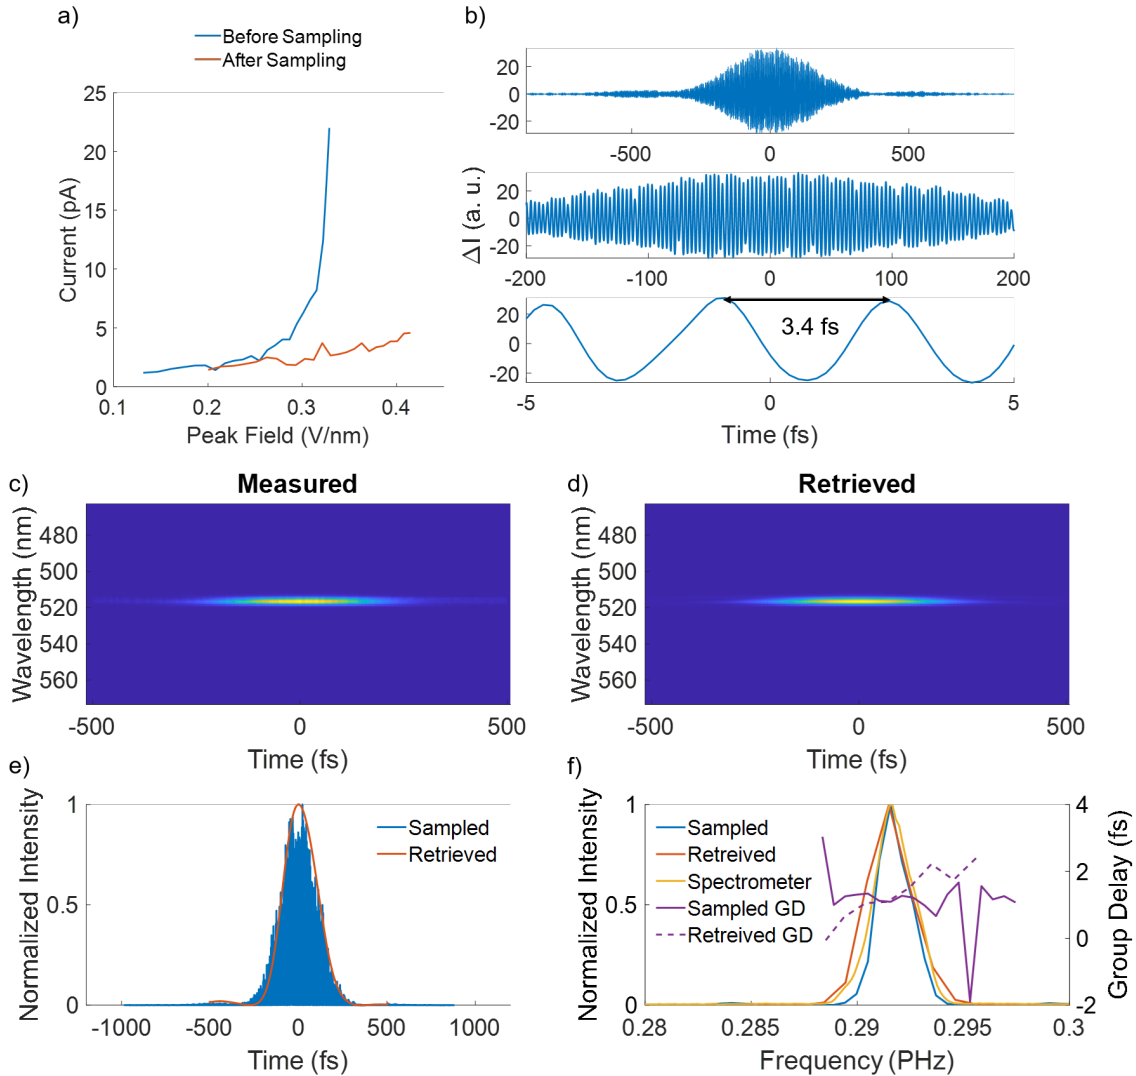 a)
Before Sampling
After Sampling
25
20
15
10
5
0
0.1
0.2
0.3
0.4
Current (pA)
Peak Field (V/nm)
b)
20
0
-20
-500
0
500
20
0
-20
-200
-100
0
100
200
ΔI (a. u.)
20
0
-20
3.4 fs
-5
0
5
Time (fs)
c)
Measured
480
500
520
540
560
Wavelength (nm)
-500
0
500
Time (fs)
d)
Retrieved
480
500
520
540
560
Wavelength (nm)
-500
0
500
Time (fs)
e)
1
0.5
0
Normalized Intensity
Sampled
Retrieved
-1000
-500
0
500
1000
Time (fs)
f)
1
0.5
0
Normalized Intensity
Sampled
Retreived
Spectrometer
Sampled GD
Retreived GD
4
2
0
-2
Group Delay (fs)
0.28
0.285
0.29
0.295
0.3
Frequency (PHz)